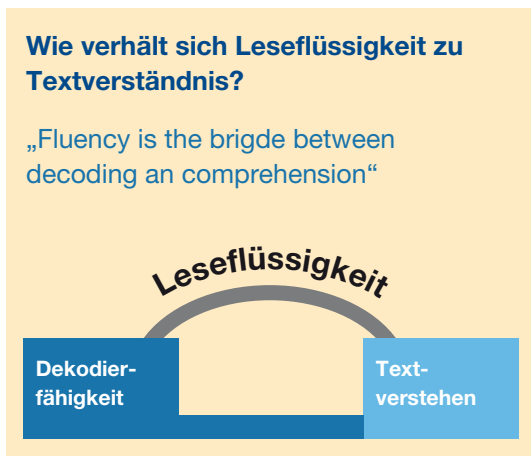 Wie verhält sich Leseflüssigkeit zu
Textverständnis?
„Fluency is the brigde between
decoding an comprehension“
Leseflüssigkeit
Dekodier-
fähigkeit
Text-
verstehen